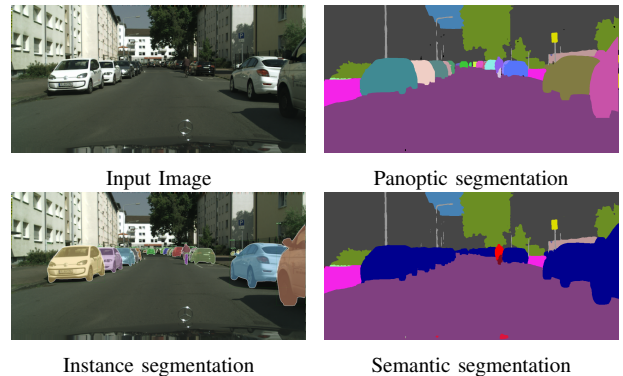 Input Image
Panoptic segmentation
Instance segmentation
Semantic segmentation